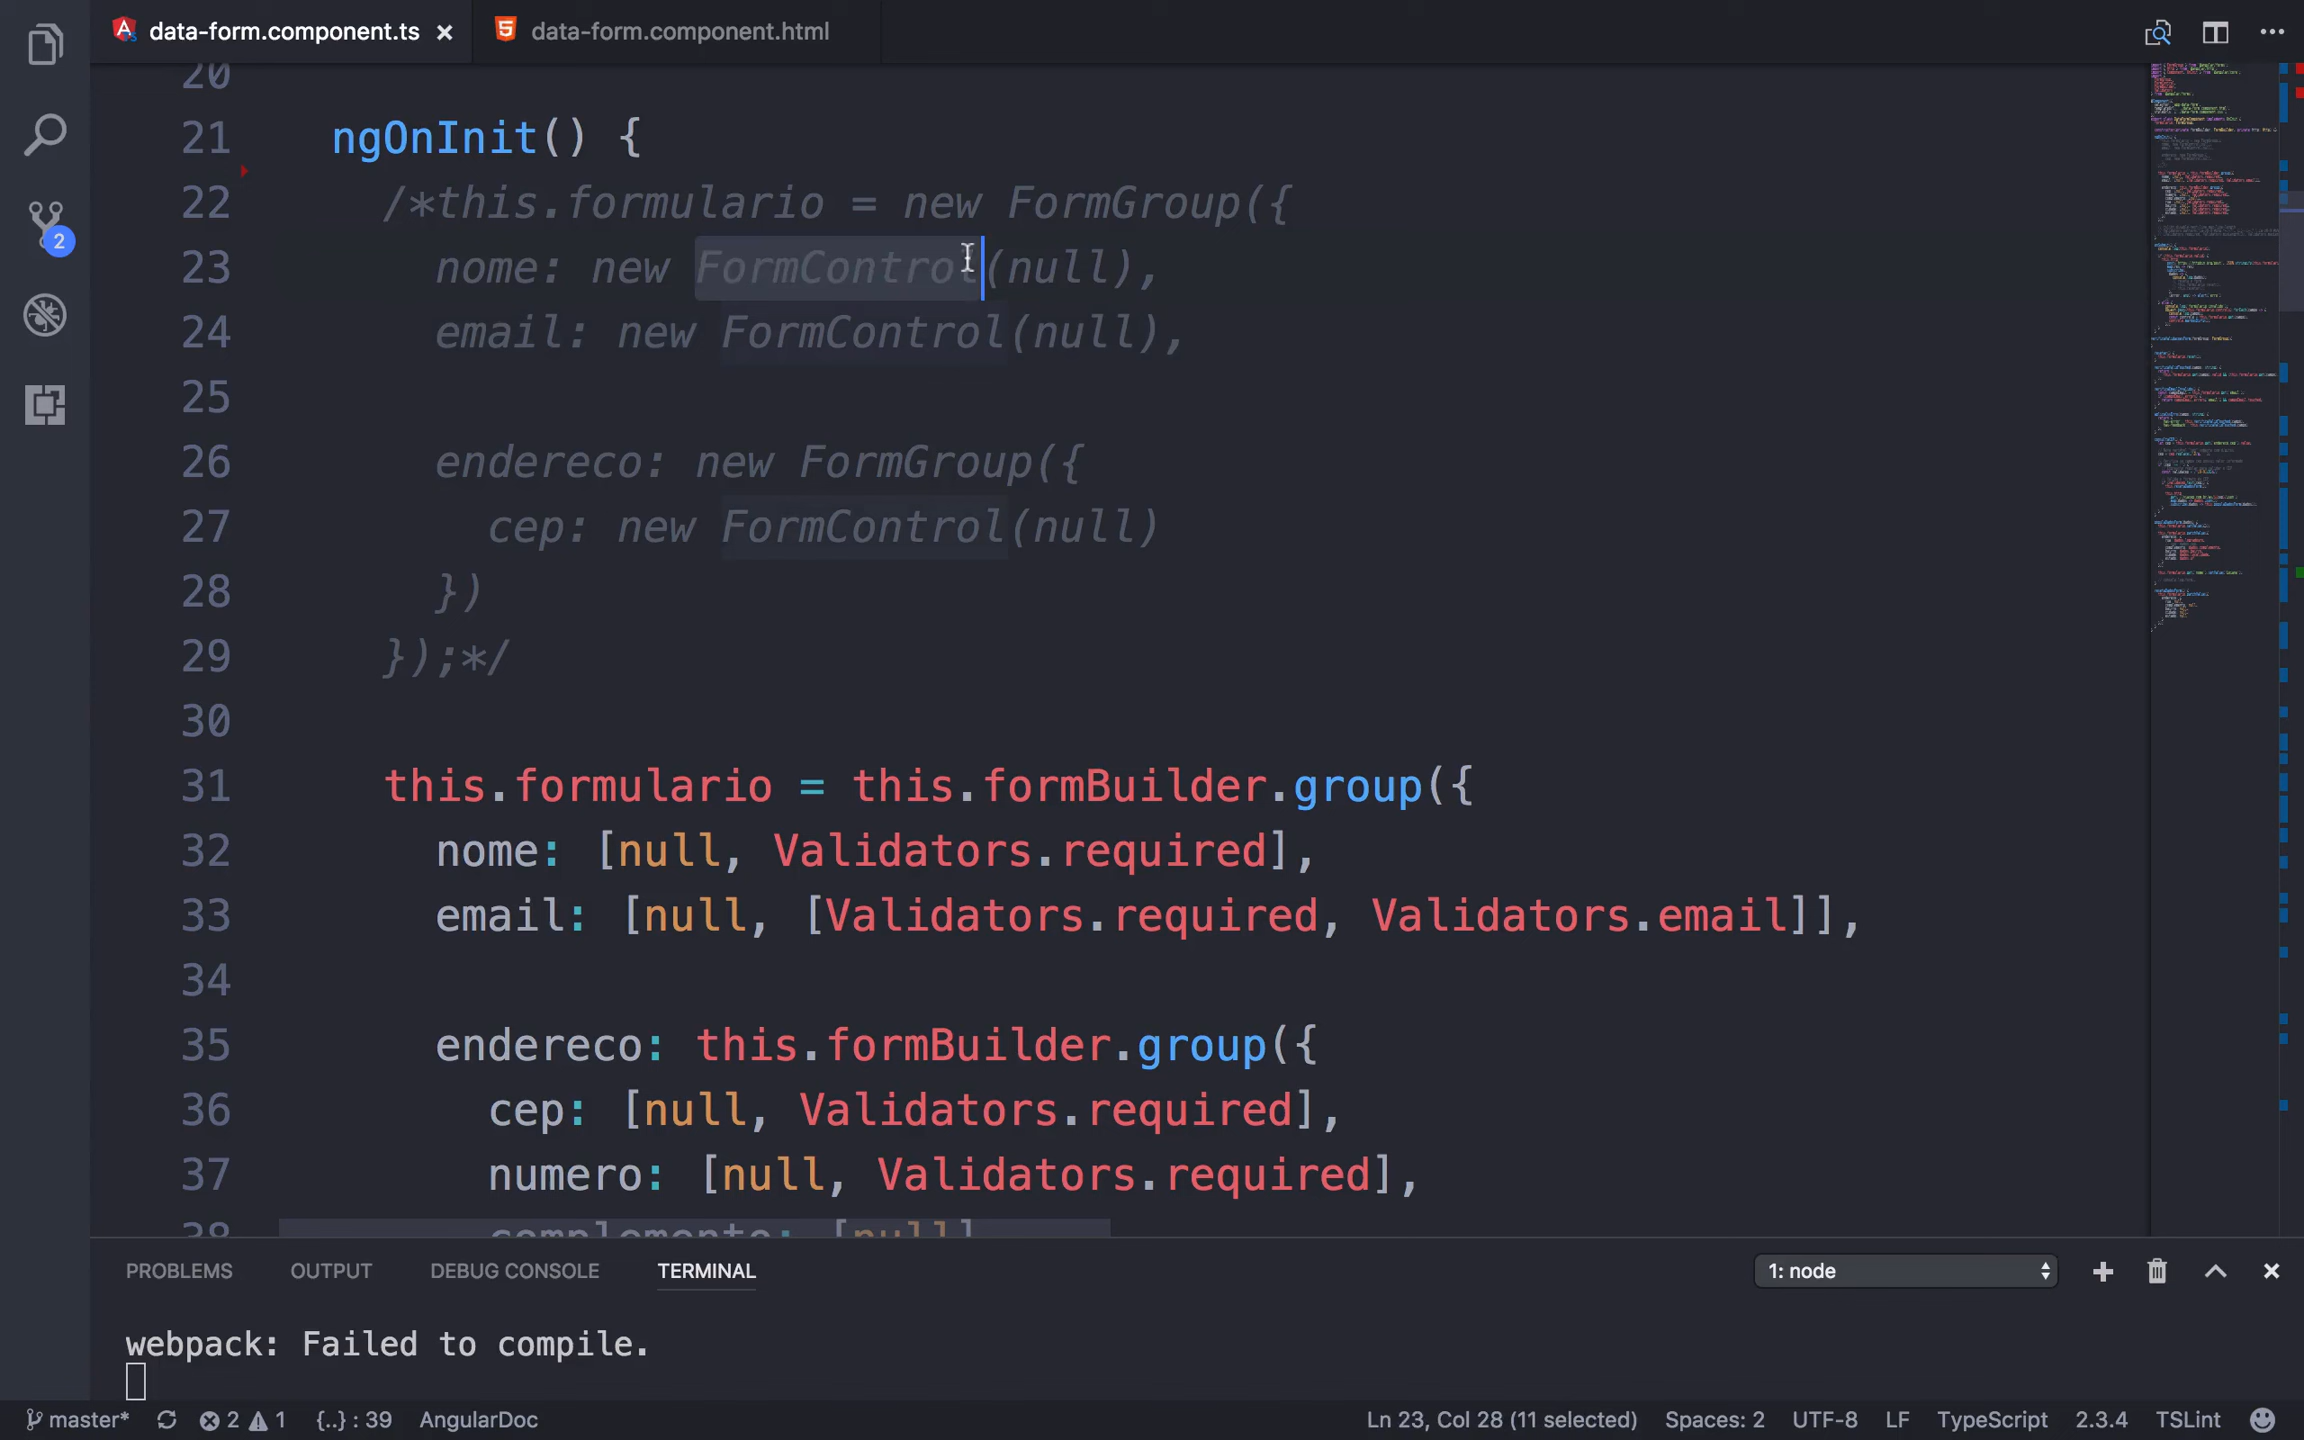 data-form.component.ts
data-form.component.html
20
21 ngOnInit() {
22 /*this.formulario = new FormGroup({
23 nome: new FormControl(null),
24 email: new FormControl(null),
25
26 endereco: new FormGroup({
27 cep: new FormControl(null)
28 })
29 });*/
30
31 this.formulario = this.formBuilder.group({
32 nome: [null, Validators.required],
33 email: [null, [Validators.required, Validators.email]],
34
35 endereco: this.formBuilder.group({
36 cep: [null, Validators.required],
37 numero: [null, Validators.required],
38 complemento: [null]
2
PROBLEMS OUTPUT DEBUG CONSOLE TERMINAL 1: node
webpack: Failed to compile.
master* 2 1 {..} : 39 AngularDoc Ln 23, Col 28 (11 selected) Spaces: 2 UTF-8 LF TypeScript 2.3.4 TSLint